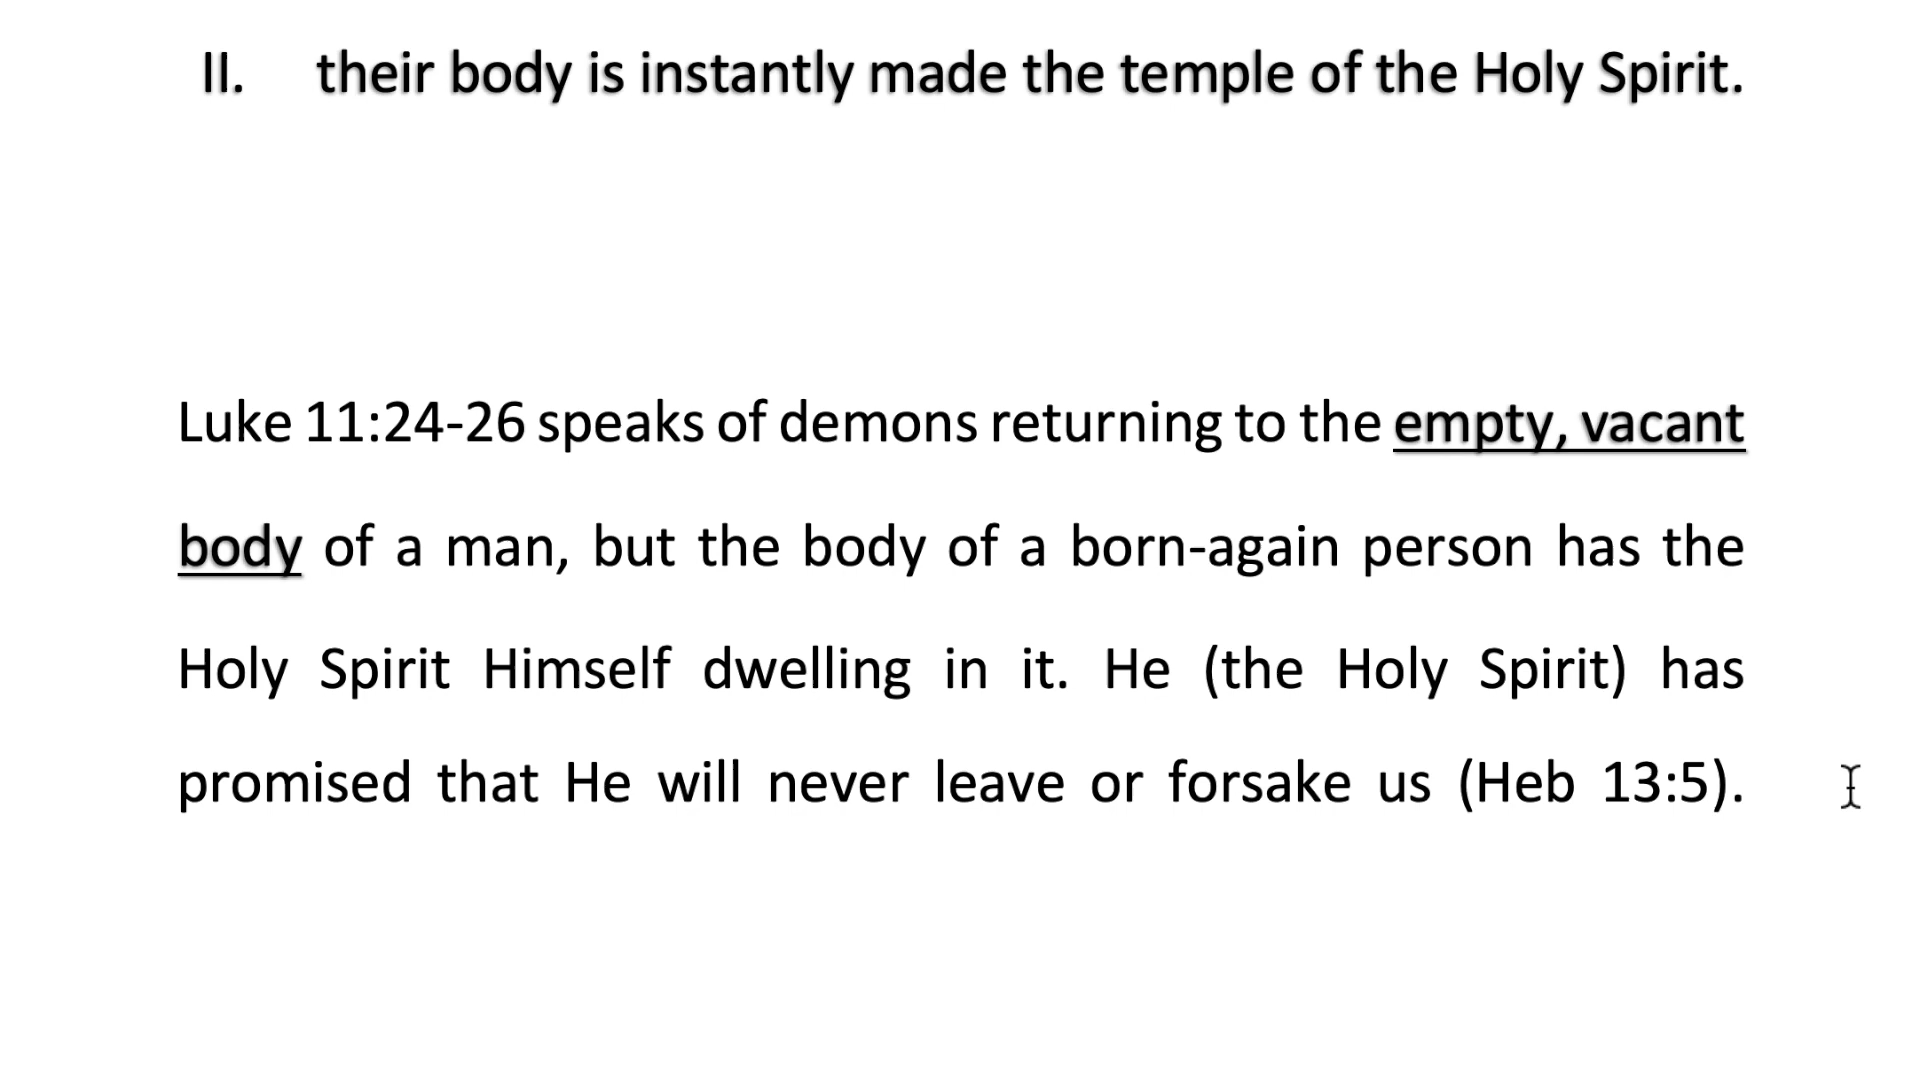 II. their body is instantly made the temple of the Holy Spirit.
Luke 11:24-26 speaks of demons returning to the empty, vacant
body of a man, but the body of a born-again person has the
Holy Spirit Himself dwelling in it. He (the Holy Spirit) has
promised that He will never leave or forsake us (Heb 13:5).